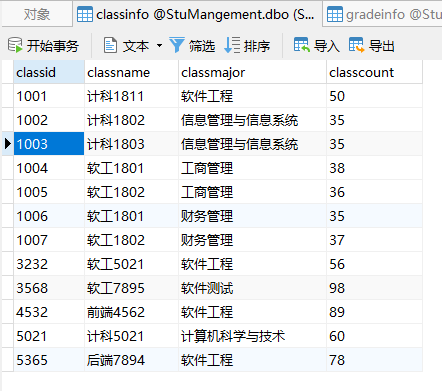 对象 classinfo @StuMangement.dbo (S... gradeinfo @Stu
开始事务 文本 筛选 排序 导入 导出
classid classname classmajor classcount
1001 计科1811 软件工程 50
1002 计科1802 信息管理与信息系统 35
1003 计科1803 信息管理与信息系统 35
1004 软工1801 工商管理 38
1005 软工1802 工商管理 36
1006 软工1801 财务管理 35
1007 软工1802 财务管理 37
3232 软工5021 软件工程 56
3568 软工7895 软件测试 98
4532 前端4562 软件工程 89
5021 计科5021 计算机科学与技术 60
5365 后端7894 软件工程 78